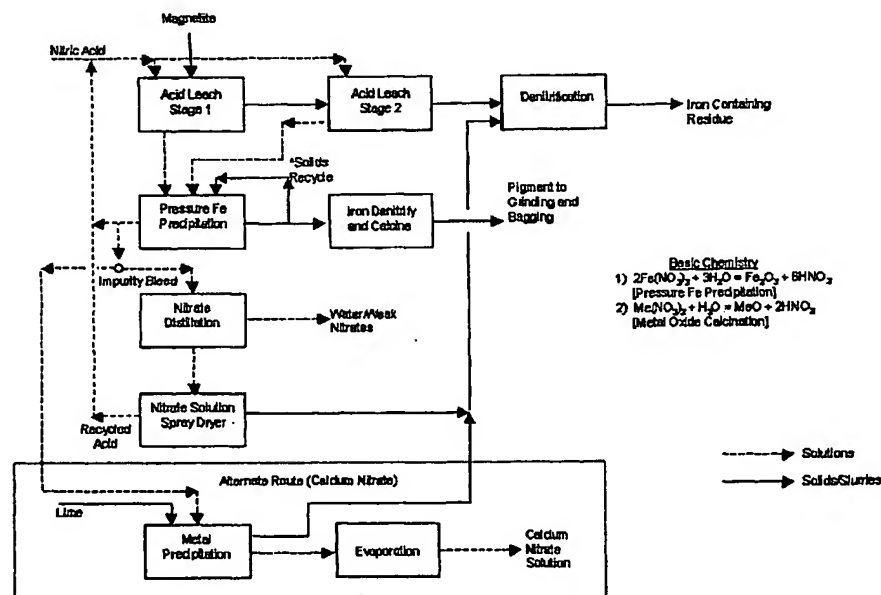 Magnetite
Nitric Acid
Acid Leach
Stage 1
Acid Leach
Stage 2
Denitrification
Iron Containing
Residue
*Solids
Recycle
Pressure Fe
Precipitation
Iron Denitrify
and Calcine
Pigment to
Grinding and
Bagging
Impurity Bleed
Nitrate
Distillation
Water/Weak
Nitrates
Basic Chemistry
1) 2Fe(NO₃)₃ + 3H₂O = Fe₂O₃ + 6HNO₃
[Pressure Fe Precipitation]
2) Me(NO₃)₂ + H₂O = MeO + 2HNO₃
[Metal Oxide Calcination]
Nitrate Solution
Spray Dryer
Recycled
Acid
Solutions
Solids/Slurries
Alternate Route (Calcium Nitrate)
Lime
Metal
Precipitation
Evaporation
Calcium
Nitrate
Solution